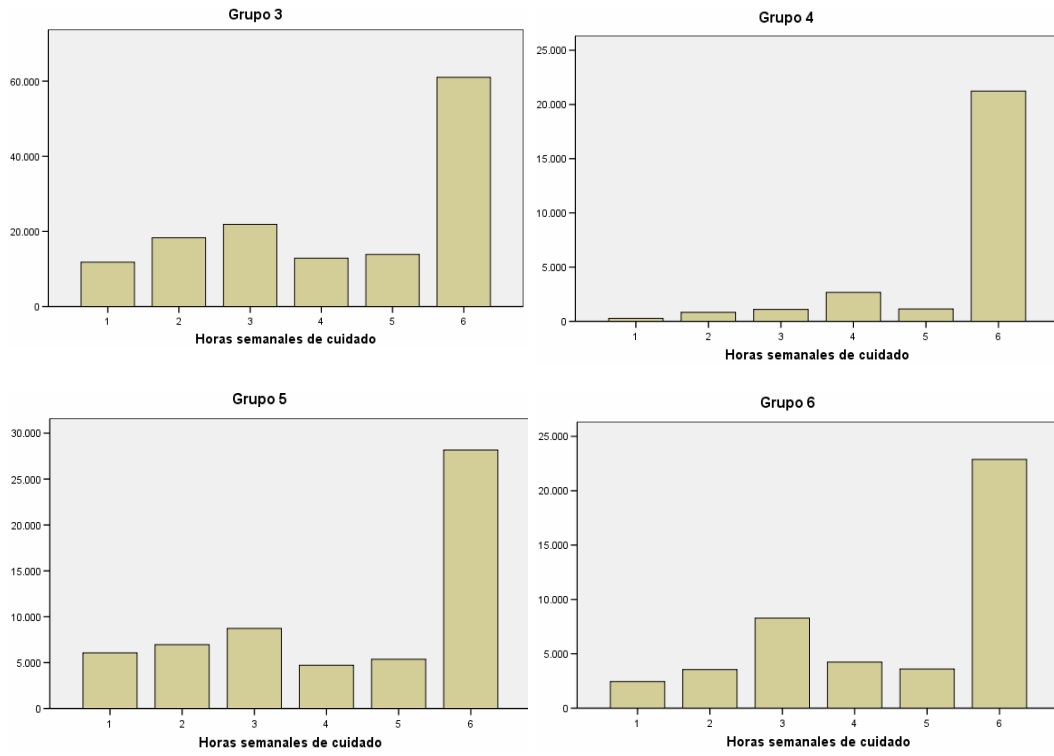 Grupo 3
60.000
40.000
20.000
0
1 2 3 4 5 6
Horas semanales de cuidado
Grupo 4
25.000
20.000
15.000
10.000
5.000
0
1 2 3 4 5 6
Horas semanales de cuidado
Grupo 5
30.000
25.000
20.000
15.000
10.000
5.000
0
1 2 3 4 5 6
Horas semanales de cuidado
Grupo 6
25.000
20.000
15.000
10.000
5.000
0
1 2 3 4 5 6
Horas semanales de cuidado